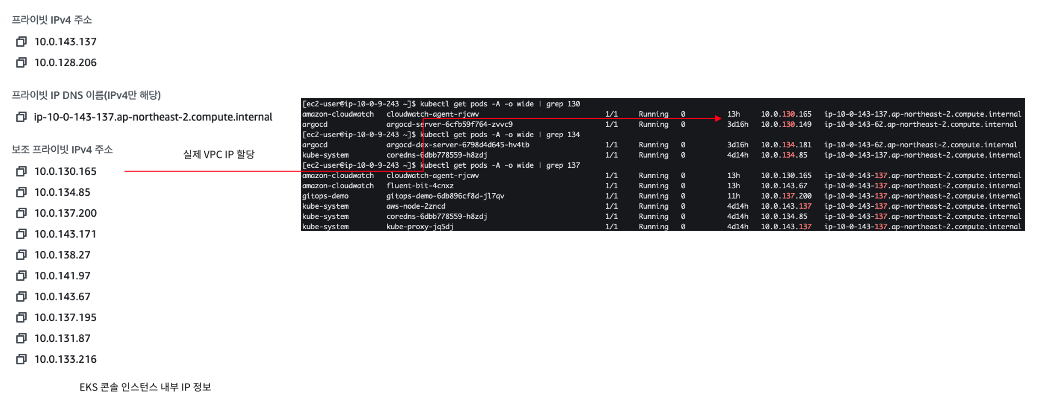 프라이빗 IPv4 주소
10.0.143.137
10.0.128.206
프라이빗 IP DNS 이름(IPv4만 해당)
ip-10-0-143-137.ap-northeast-2.compute.internal
보조 프라이빗 IPv4 주소
실제 VPC IP 할당
10.0.130.165
10.0.134.85
10.0.137.200
10.0.143.171
10.0.138.27
10.0.141.97
10.0.143.67
10.0.137.195
10.0.131.87
10.0.133.216
EKS 콘솔 인스턴스 내부 IP 정보
[ec2-user@ip-10-0-9-243 ~]$ kubectl get pods -A -o wide | grep 130
amazon-cloudwatch cloudwatch-agent-rjcwv 1/1 Running 0 13h 10.0.130.165 ip-10-0-143-137.ap-northeast-2.compute.internal
argocd argocd-server-6cfb59f764-zvvc9 1/1 Running 0 3d16h 10.0.130.149 ip-10-0-143-62.ap-northeast-2.compute.internal
[ec2-user@ip-10-0-9-243 ~]$ kubectl get pods -A -o wide | grep 134
argocd argocd-dex-server-6798d4d645-hv4tb 1/1 Running 0 3d16h 10.0.134.181 ip-10-0-143-62.ap-northeast-2.compute.internal
kube-system coredns-6dbb778559-h8zdj 1/1 Running 0 4d14h 10.0.134.85 ip-10-0-143-137.ap-northeast-2.compute.internal
[ec2-user@ip-10-0-9-243 ~]$ kubectl get pods -A -o wide | grep 137
amazon-cloudwatch cloudwatch-agent-rjcwv 1/1 Running 0 13h 10.0.130.165 ip-10-0-143-137.ap-northeast-2.compute.internal
amazon-cloudwatch fluent-bit-4cnxz 1/1 Running 0 13h 10.0.143.67 ip-10-0-143-137.ap-northeast-2.compute.internal
gitops-demo gitops-demo-6db896cf8d-jl7qv 1/1 Running 0 11h 10.0.137.200 ip-10-0-143-137.ap-northeast-2.compute.internal
kube-system aws-node-2zncd 1/1 Running 0 4d14h 10.0.143.137 ip-10-0-143-137.ap-northeast-2.compute.internal
kube-system coredns-6dbb778559-h8zdj 1/1 Running 0 4d14h 10.0.134.85 ip-10-0-143-137.ap-northeast-2.compute.internal
kube-system kube-proxy-jq5dj 1/1 Running 0 4d14h 10.0.143.137 ip-10-0-143-137.ap-northeast-2.compute.internal